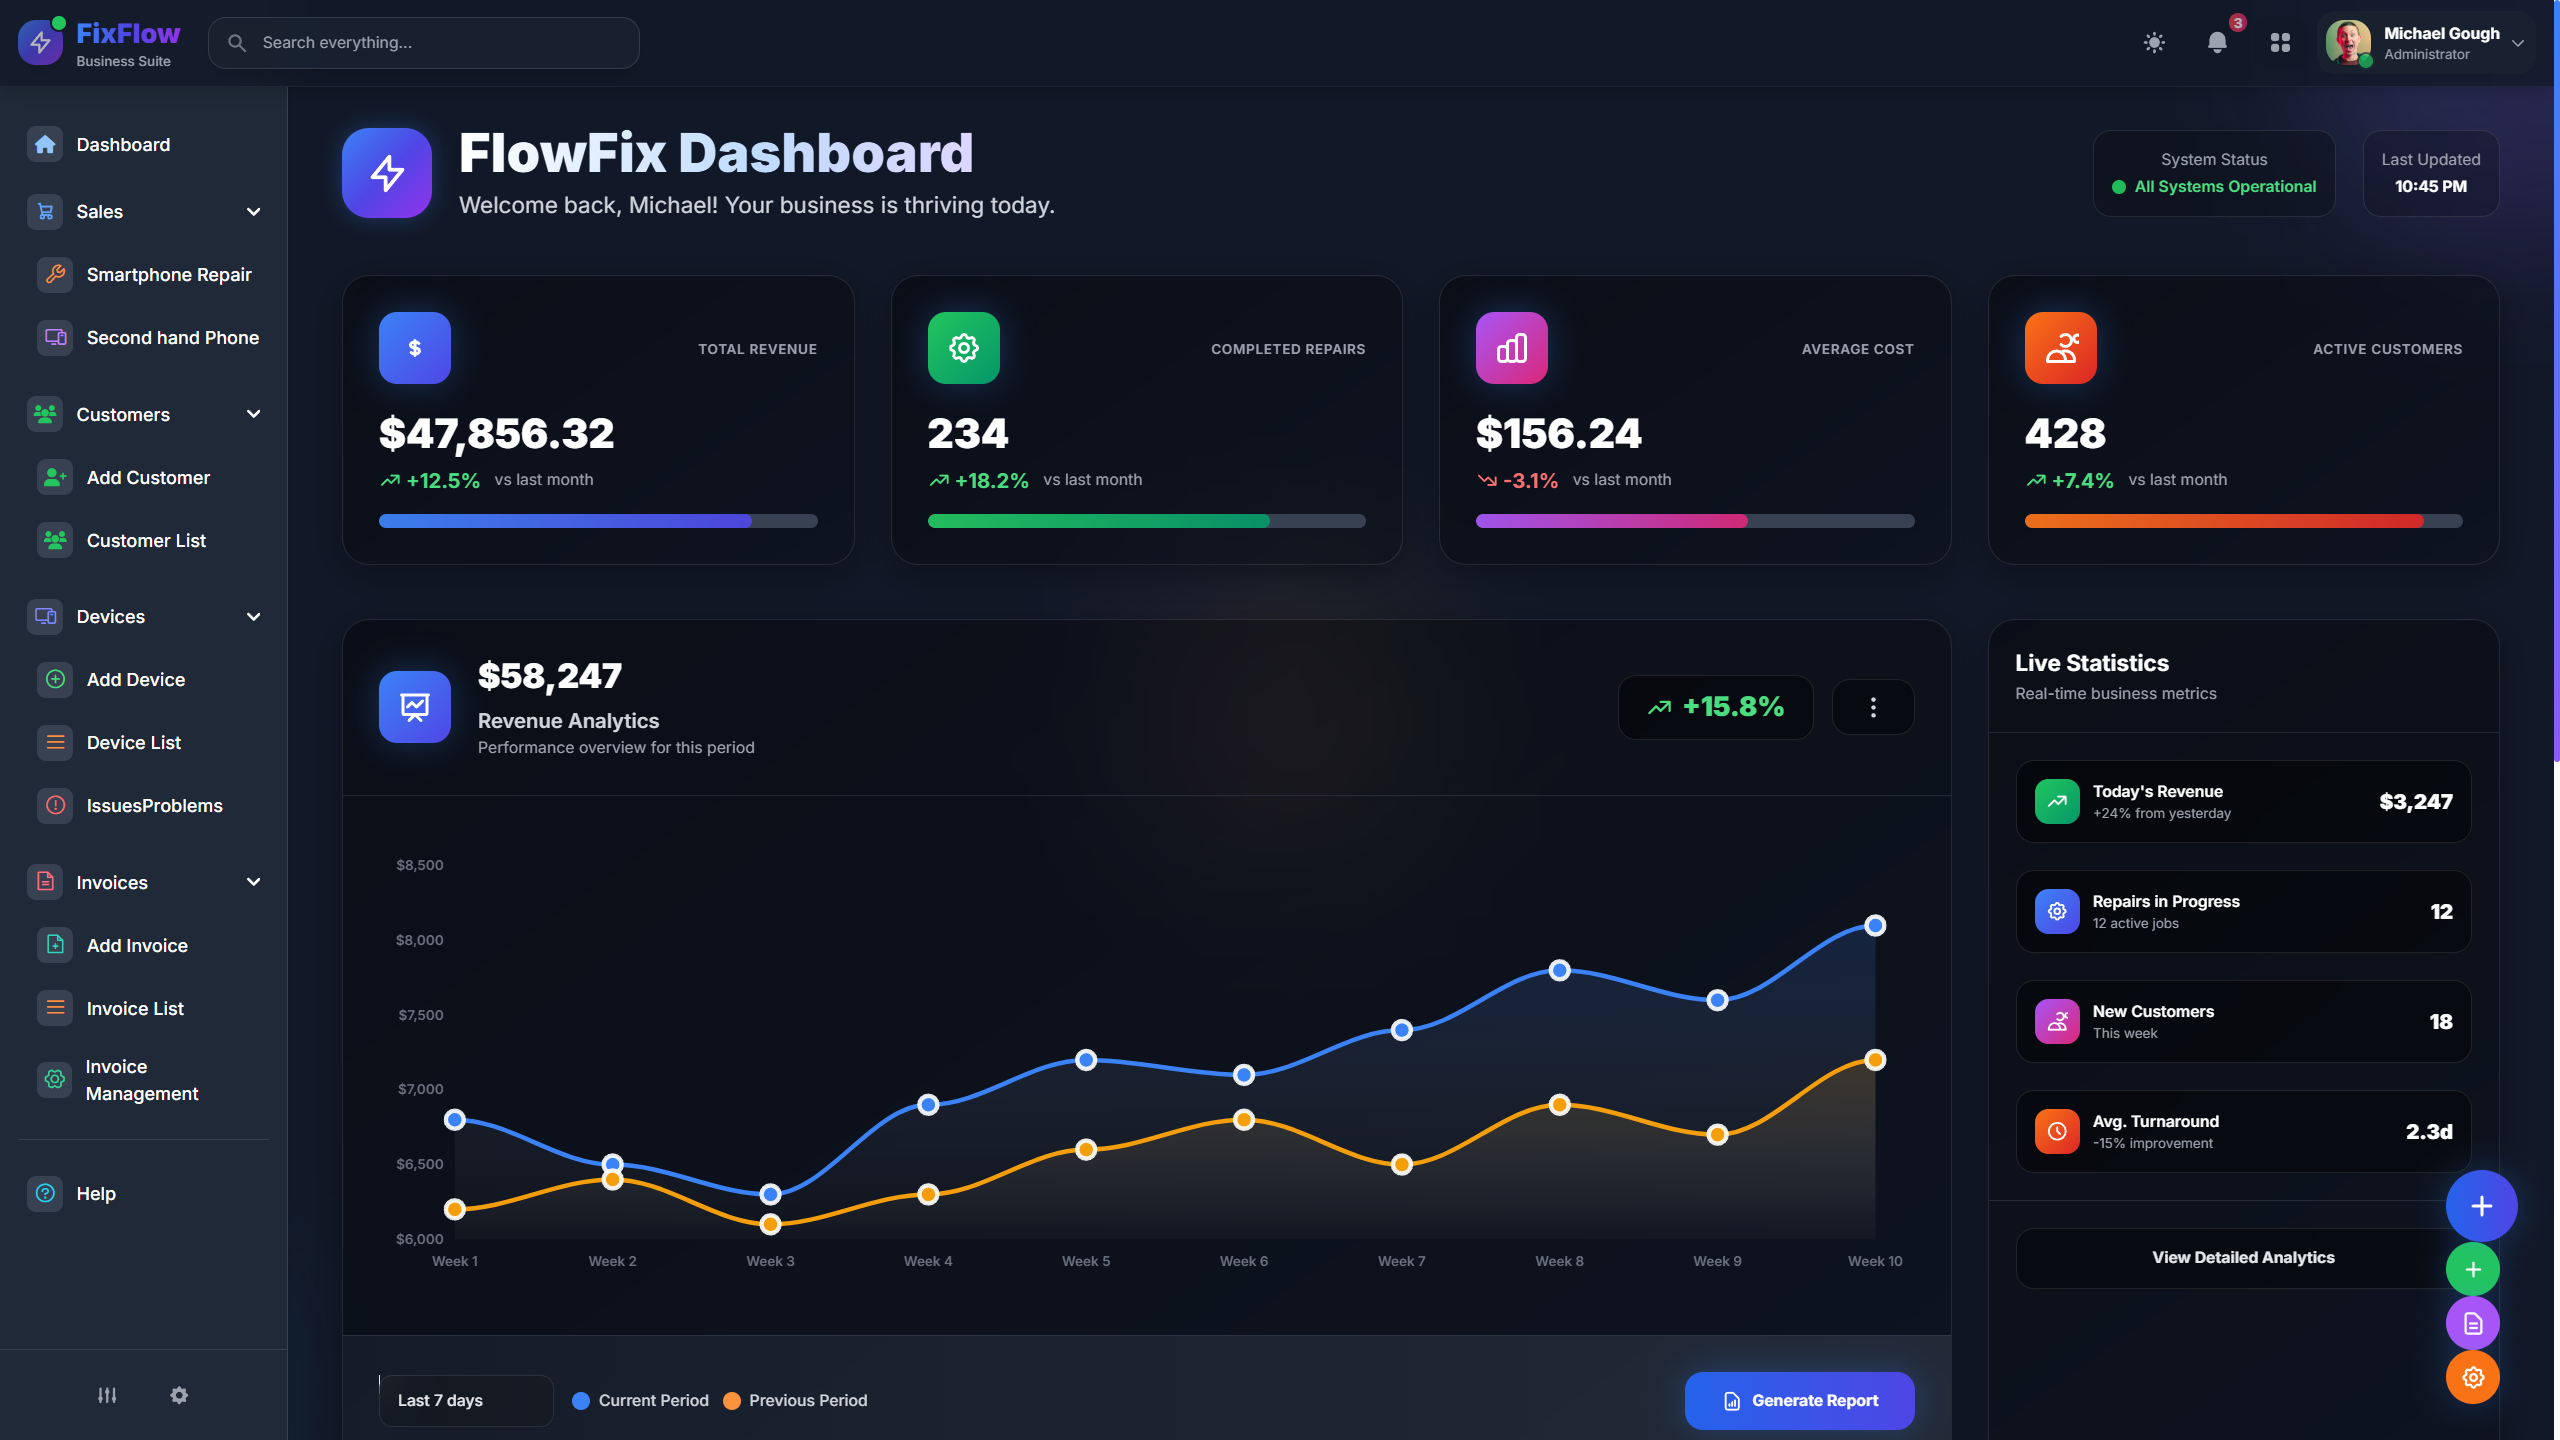 FixFlow
Business Suite
Search everything...
3
Michael Gough
Administrator
Dashboard
Sales
Smartphone Repair
Second hand Phone
Customers
Add Customer
Customer List
Devices
Add Device
Device List
IssuesProblems
Invoices
Add Invoice
Invoice List
Invoice
Management
Help
FlowFix Dashboard
Welcome back, Michael! Your business is thriving today.
System Status
All Systems Operational
Last Updated
10:45 PM
$
TOTAL REVENUE
$47,856.32
+12.5% vs last month
COMPLETED REPAIRS
234
+18.2% vs last month
AVERAGE COST
$156.24
-3.1% vs last month
ACTIVE CUSTOMERS
428
+7.4% vs last month
$58,247
Revenue Analytics
Performance overview for this period
+15.8%
$8,500
$8,000
$7,500
$7,000
$6,500
$6,000
Week 1 Week 2 Week 3 Week 4 Week 5 Week 6 Week 7 Week 8 Week 9 Week 10
Last 7 days
Current Period
Previous Period
Generate Report
Live Statistics
Real-time business metrics
Today's Revenue
+24% from yesterday
$3,247
Repairs in Progress
12 active jobs
12
New Customers
This week
18
Avg. Turnaround
-15% improvement
2.3d
View Detailed Analytics